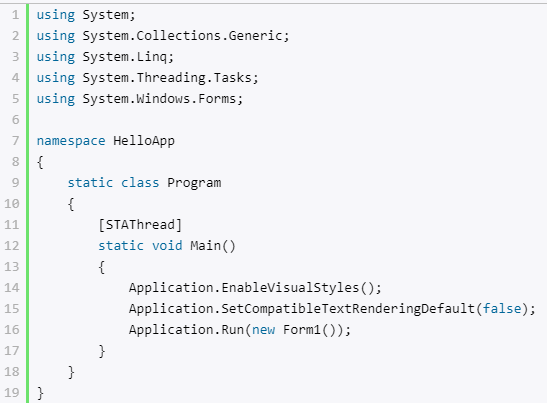 1 using System;
2 using System.Collections.Generic;
3 using System.Linq;
4 using System.Threading.Tasks;
5 using System.Windows.Forms;
6
7 namespace HelloApp
8 {
9     static class Program
10     {
11         [STAThread]
12         static void Main()
13         {
14             Application.EnableVisualStyles();
15             Application.SetCompatibleTextRenderingDefault(false);
16             Application.Run(new Form1());
17         }
18     }
19 }